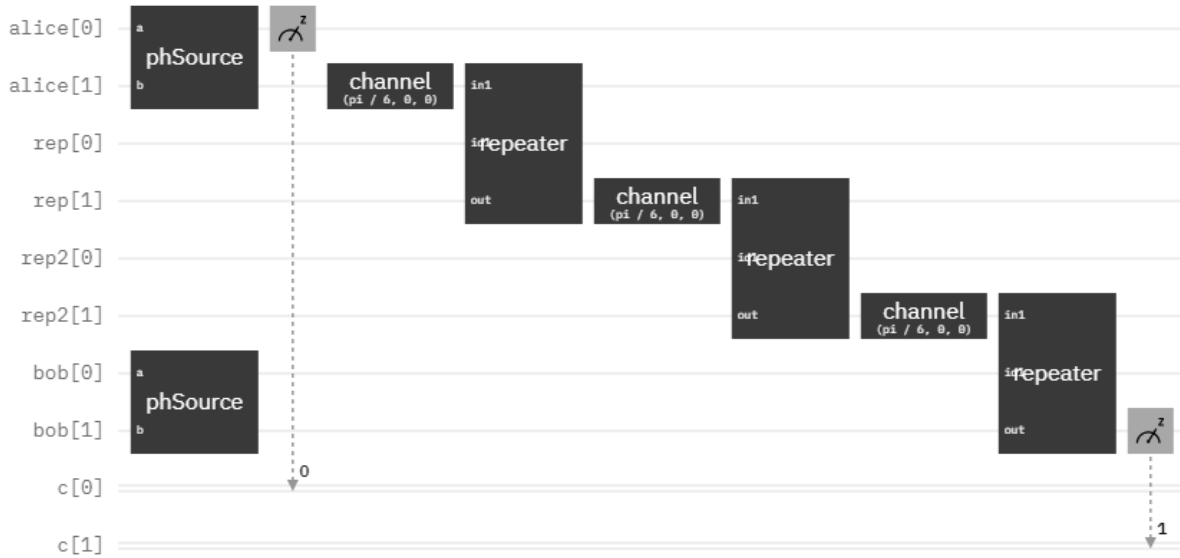 alice[0]
a
phSource
b
z
alice[1]
channel
(pi / 6, 0, 0)
in1
repeater
out
rep[0]
rep[1]
channel
(pi / 6, 0, 0)
in1
repeater
out
rep2[0]
rep2[1]
channel
(pi / 6, 0, 0)
in1
repeater
out
bob[0]
a
phSource
b
bob[1]
z
c[0]
0
c[1]
1